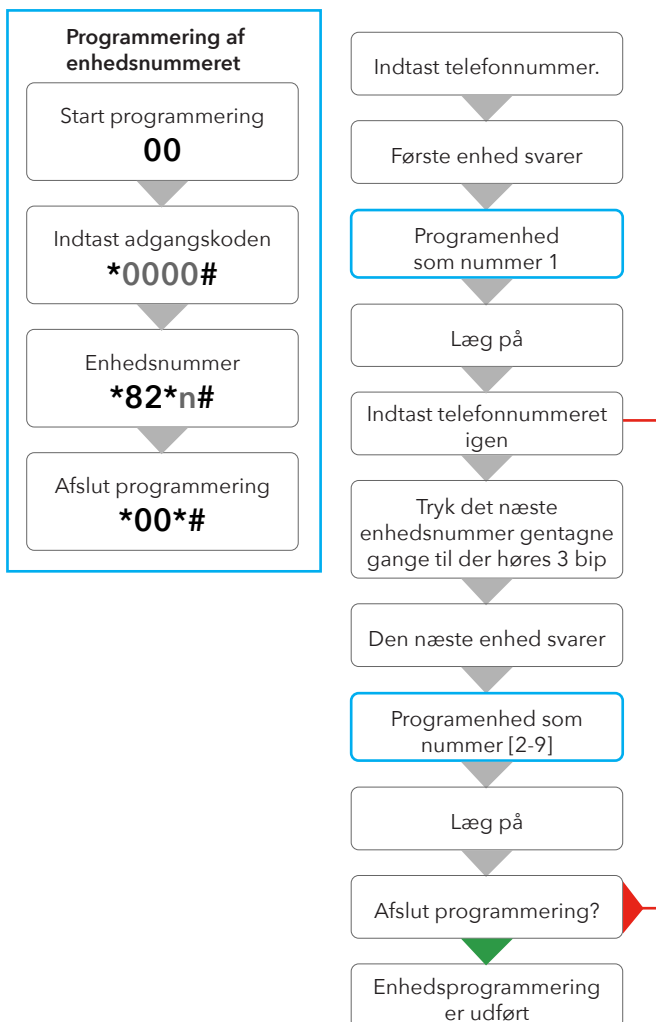 Programmering af
enhedsnummeret
Start programmering
00
Indtast adgangskoden
*0000#
Enhedsnummer
*82*n#
Afslut programmering
*00*#
Indtast telefonnummer.
Første enhed svarer
Programenhed
som nummer 1
Læg på
Indtast telefonnummeret
igen
Tryk det næste
enhedsnummer gentagne
gange til der høres 3 bip
Den næste enhed svarer
Programenhed som
nummer [2-9]
Læg på
Afslut programmering?
Enhedsprogrammering
er udført